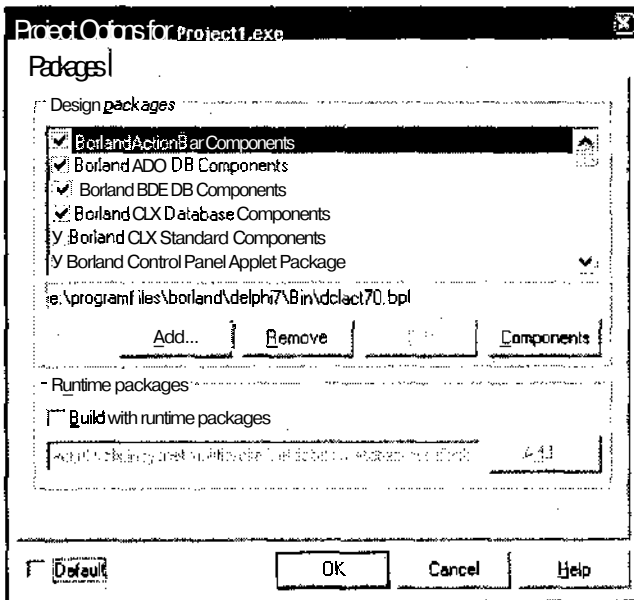 Project Options for Project1.exe
Packages
Design packages
Borland ActionBar Components
Borland ADO DB Components
Borland BDE DB Components
Borland CLX Database Components
У Borland CLX Standard Components
У Borland Control Panel Applet Package
e:\program files\borland\delphi7\Bin\dclact70.bpl
Add... Remove Components
Runtime packages
Build with runtime packages
Default OK Cancel Help